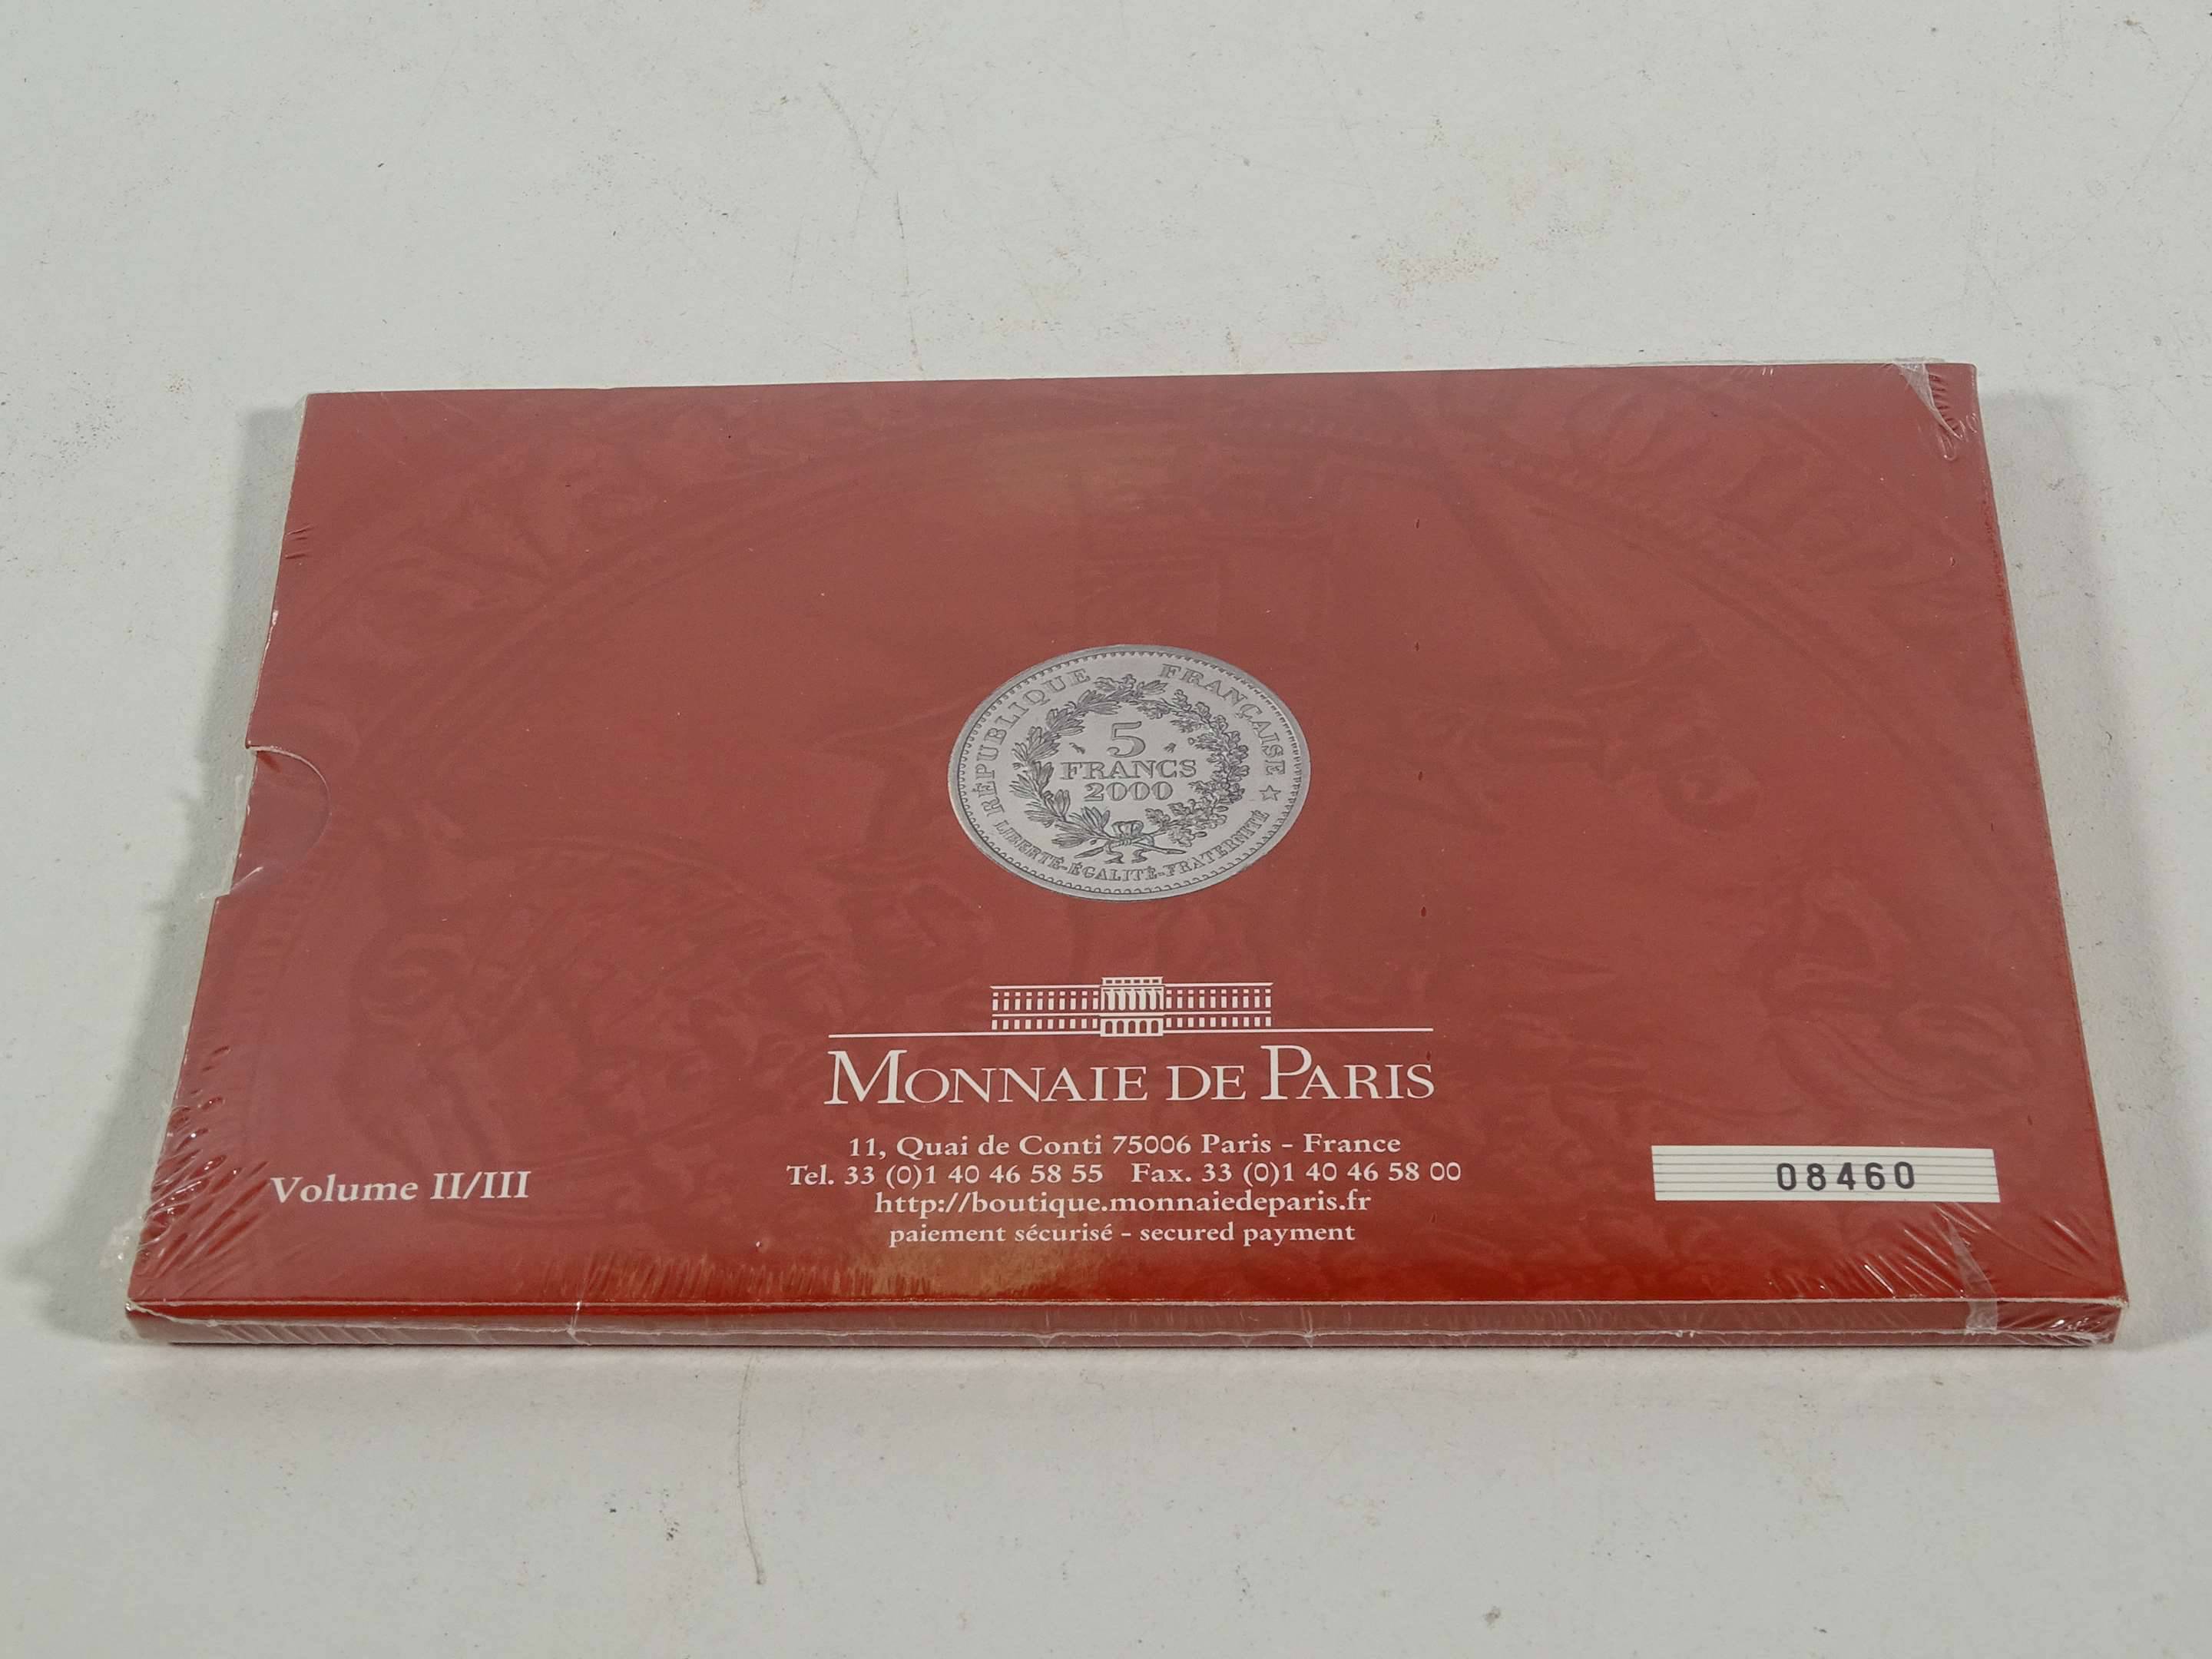 RÉPUBLIQUE FRANÇAISE
5
FRANCS
2000
LIBERTÉ-ÉGALITÉ-FRATERNITÉ
MONNAIE DE PARIS
11, Quai de Conti 75006 Paris - France
Tel. 33 (0)1 40 46 58 55 Fax. 33 (0)1 40 46 58 00
http://boutique.monnaiedeparis.fr
paiement sécurisé - secured payment
Volume II/III
08460